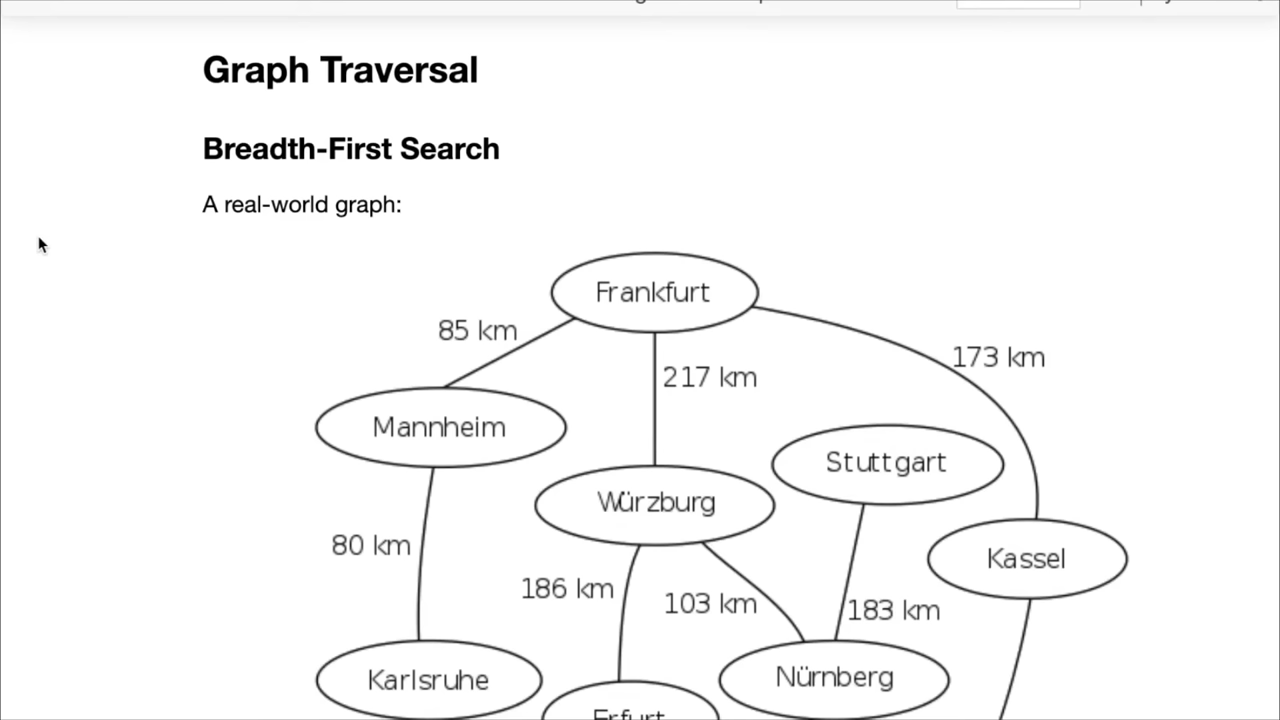 Graph Traversal
Breadth-First Search
A real-world graph:
Frankfurt
85 km
173 km
217 km
Mannheim
Stuttgart
Würzburg
80 km
Kassel
186 km
103 km
183 km
Karlsruhe
Nürnberg
Erfurt